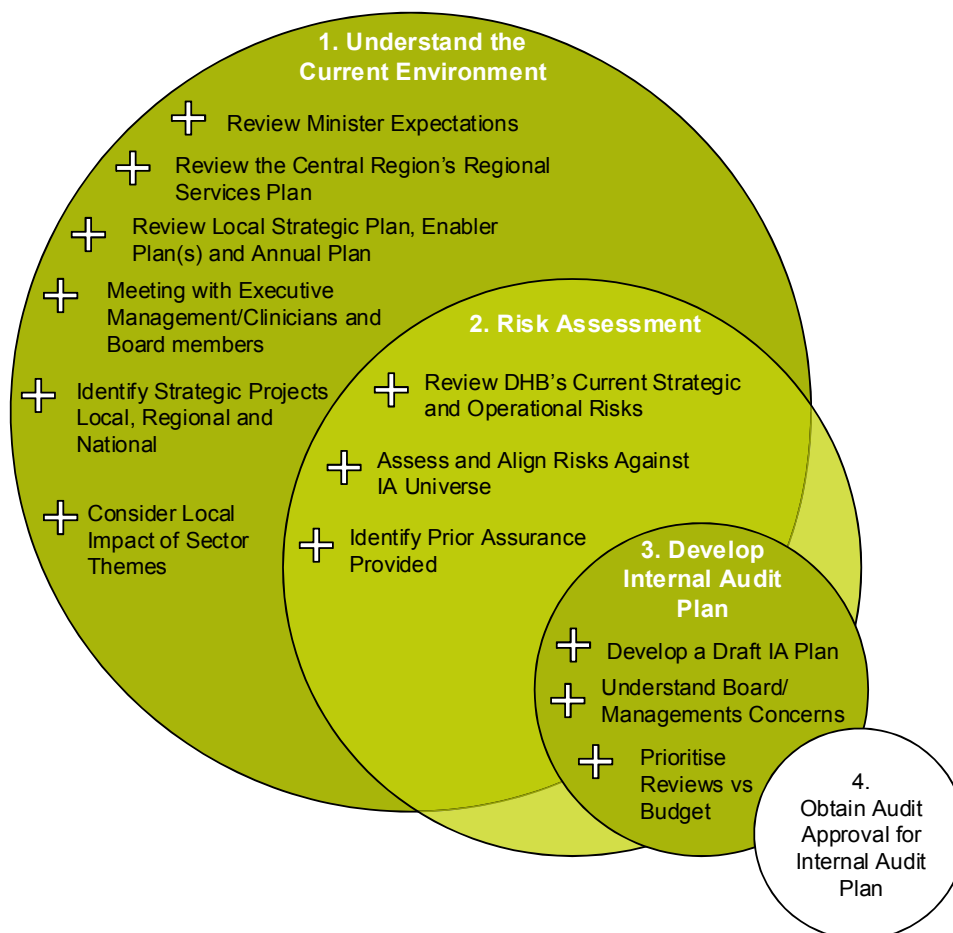 1. Understand the
Current Environment
Review Minister Expectations
Review the Central Region's Regional
Services Plan
Review Local Strategic Plan, Enabler
Plan(s) and Annual Plan
Meeting with Executive
Management/Clinicians and
Board members
Identify Strategic Projects
Local, Regional and
National
Consider Local
Impact of Sector
Themes
2. Risk Assessment
Review DHB's Current Strategic
and Operational Risks
Assess and Align Risks Against
IA Universe
Identify Prior Assurance
Provided
3. Develop
Internal Audit
Plan
Develop a Draft IA Plan
Understand Board/
Managements Concerns
Prioritise
Reviews vs
Budget
4.
Obtain Audit
Approval for
Internal Audit
Plan